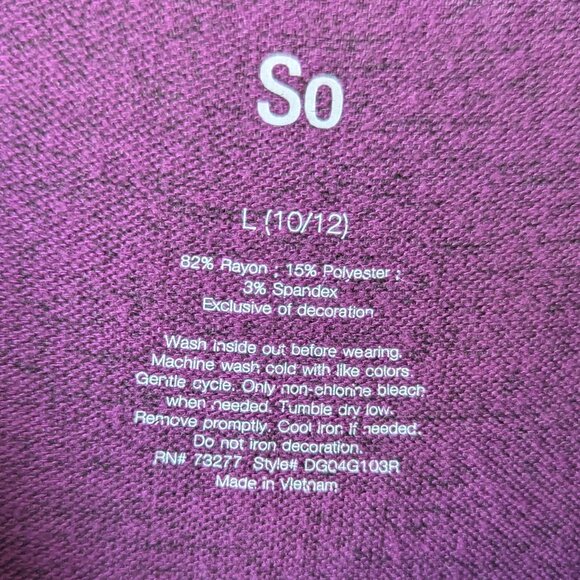 So
L (10/12)
82% Rayon ; 15% Polyester ;
3% Spandex
Exclusive of decoration
Wash inside out before wearing.
Machine wash cold with like colors.
Gentle cycle. Only non-chlorine bleach
when needed. Tumble dry low.
Remove promptly. Cool iron if needed.
Do not iron decoration.
RN# 73277 Style# DG04G103R
Made in Vietnam